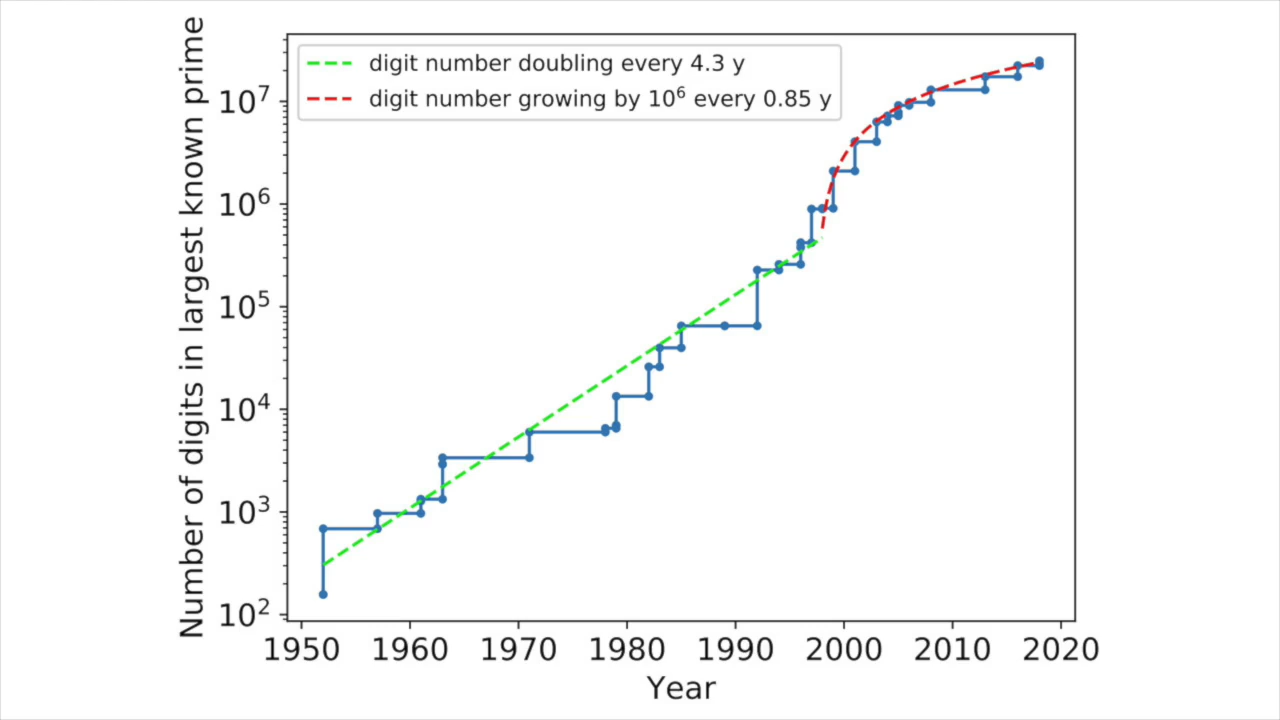 digit number doubling every 4.3 y
digit number growing by 10⁶ every 0.85 y
Number of digits in largest known prime
10⁷
10⁶
10⁵
10⁴
10³
10²
1950 1960 1970 1980 1990 2000 2010 2020
Year